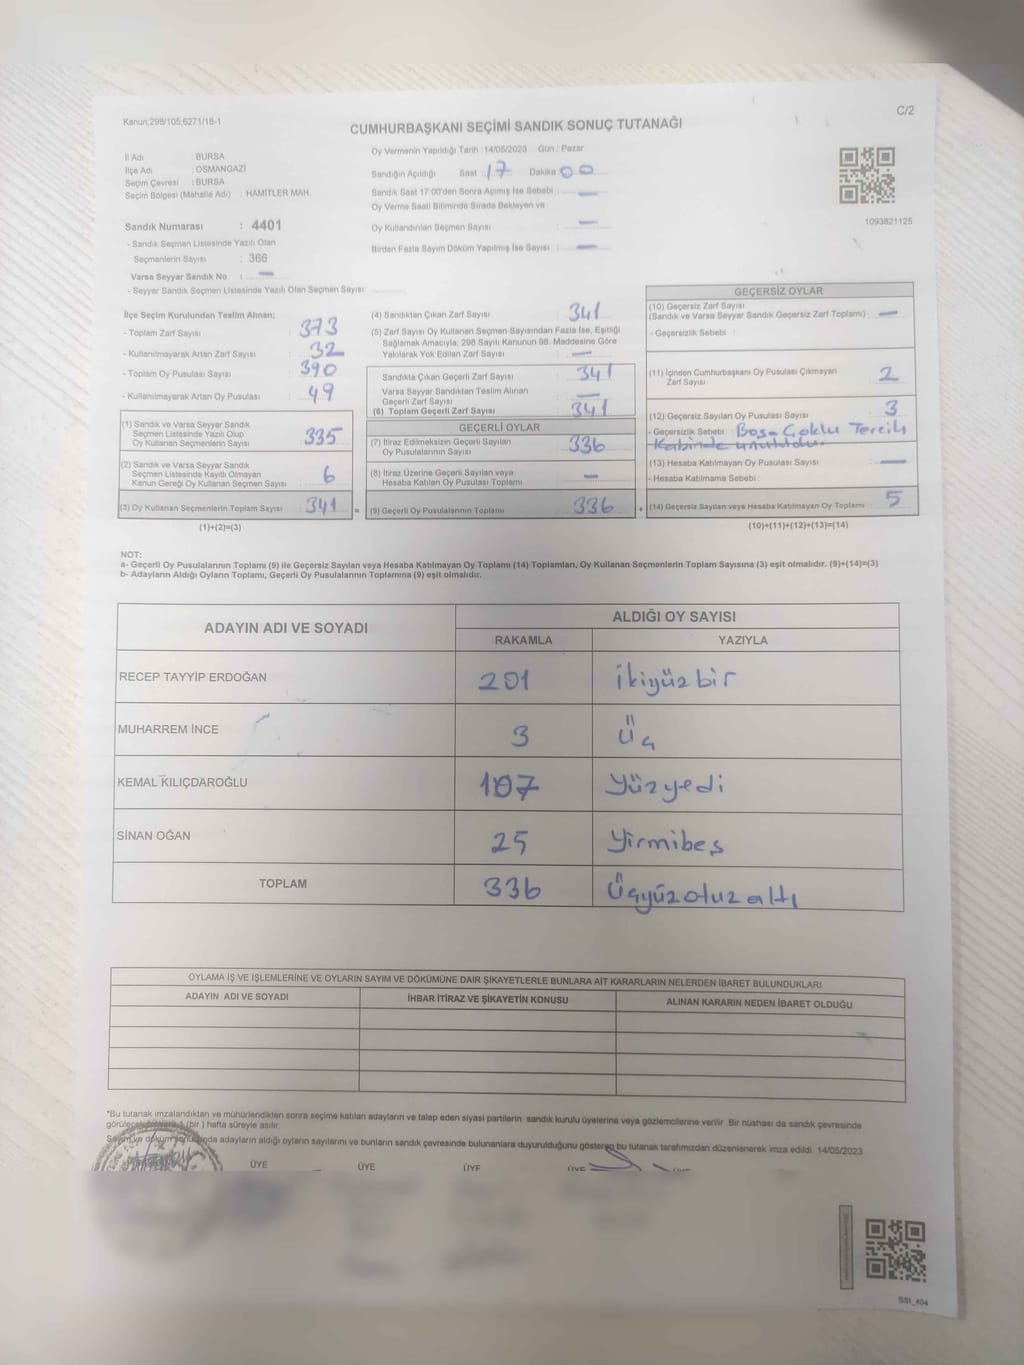 Kanun;298/105;6271/18-1
C/2
CUMHURBAŞKANI SEÇİMİ SANDIK SONUÇ TUTANAĞI
İl Adı : BURSA
İlçe Adı : OSMANGAZİ
Seçim Çevresi : BURSA
Seçim Bölgesi (Mahalle Adı) : HAMİTLER MAH.
Sandık Numarası : 4401
- Sandık Seçmen Listesinde Yazılı Olan
Seçmenlerin Sayısı : 366
Varsa Seyyar Sandık No : —
- Seyyar Sandık Seçmen Listesinde Yazılı Olan Seçmen Sayısı:
Oy Vermenin Yapıldığı Tarih : 14/05/2023 Gün : Pazar
Sandığın Açıldığı Saat : 17 Dakika : 00
Sandık Saat 17:00'den Sonra Açılmış İse Sebebi : —
Oy Verme Saati Bitiminde Sırada Bekleyen ve
Oy Kullandırılan Seçmen Sayısı : —
Birden Fazla Sayım Döküm Yapılmış İse Sayısı : —
1093821125
İlçe Seçim Kurulundan Teslim Alınan;
- Toplam Zarf Sayısı : 373
- Kullanılmayarak Artan Zarf Sayısı : 32
- Toplam Oy Pusulası Sayısı : 390
- Kullanılmayarak Artan Oy Pusulası : 49
(1) Sandık ve Varsa Seyyar Sandık
Seçmen Listesinde Yazılı Olup
Oy Kullanan Seçmenlerin Sayısı : 335
(2) Sandık ve Varsa Seyyar Sandık
Seçmen Listesinde Kayıtlı Olmayan
Kanun Gereği Oy Kullanan Seçmen Sayısı : 6
(3) Oy Kullanan Seçmenlerin Toplam Sayısı : 341 =
(1)+(2)=(3)
(4) Sandıktan Çıkan Zarf Sayısı : 341
(5) Zarf Sayısı Oy Kullanan Seçmen Sayısından Fazla İse, Eşitliği
Sağlamak Amacıyla; 298 Sayılı Kanunun 98. Maddesine Göre
Yakılarak Yok Edilen Zarf Sayısı : —
Sandıkta Çıkan Geçerli Zarf Sayısı : 341
Varsa Seyyar Sandıktan Teslim Alınan
Geçerli Zarf Sayısı : —
(6) Toplam Geçerli Zarf Sayısı : 341
GEÇERLİ OYLAR
(7) İtiraz Edilmeksizin Geçerli Sayılan
Oy Pusulalarının Sayısı : 336
(8) İtiraz Üzerine Geçerli Sayılan veya
Hesaba Katılan Oy Pusulası Toplamı : —
(9) Geçerli Oy Pusulalarının Toplamı : 336 +
GEÇERSİZ OYLAR
(10) Geçersiz Zarf Sayısı
(Sandık ve Varsa Seyyar Sandık Geçersiz Zarf Toplamı) : —
- Geçersizlik Sebebi :
(11) İçinden Cumhurbaşkanı Oy Pusulası Çıkmayan
Zarf Sayısı : 2
(12) Geçersiz Sayılan Oy Pusulası Sayısı : 3
- Geçersizlik Sebebi : Boş - Çoklu Tercih
Kabinde unutuldu.
(13) Hesaba Katılmayan Oy Pusulası Sayısı : —
- Hesaba Katılmama Sebebi :
(14) Geçersiz Sayılan veya Hesaba Katılmayan Oy Toplamı : 5
(10)+(11)+(12)+(13)=(14)
NOT:
a- Geçerli Oy Pusulalarının Toplamı (9) ile Geçersiz Sayılan veya Hesaba Katılmayan Oy Toplamı (14) Toplamları, Oy Kullanan Seçmenlerin Toplam Sayısına (3) eşit olmalıdır. (9)+(14)=(3)
b- Adayların Aldığı Oyların Toplamı, Geçerli Oy Pusulalarının Toplamına (9) eşit olmalıdır.
ADAYIN ADI VE SOYADI
ALDIĞI OY SAYISI
RAKAMLA YAZIYLA
RECEP TAYYİP ERDOĞAN 201 İkiyüzbir
MUHARREM İNCE 3 Üç
KEMAL KILIÇDAROĞLU 107 Yüzyedi
SİNAN OĞAN 25 Yirmibeş
TOPLAM 336 Üçyüzotuzaltı
OYLAMA İŞ VE İŞLEMLERİNE VE OYLARIN SAYIM VE DÖKÜMÜNE DAİR ŞİKAYETLERLE BUNLARA AİT KARARLARIN NELERDEN İBARET BULUNDUKLARI
ADAYIN ADI VE SOYADI İHBAR İTİRAZ VE ŞİKAYETİN KONUSU ALINAN KARARIN NEDEN İBARET OLDUĞU
*Bu tutanak imzalandıktan ve mühürlendikten sonra seçime katılan adayların ve talep eden siyasi partilerin sandık kurulu üyelerine veya gözlemcilerine verilir. Bir nüshası da sandık çevresinde
(bir ) hafta süreyle asılır.
adayların aldığı oyların sayılarını ve bunların sandık çevresinde bulunanlara duyurulduğunu gösteren bu tutanak tarafımızdan düzenlenerek imza edildi. 14/05/2023
ÜYE ÜYE ÜYE ÜYE ÜYE
SSI_404